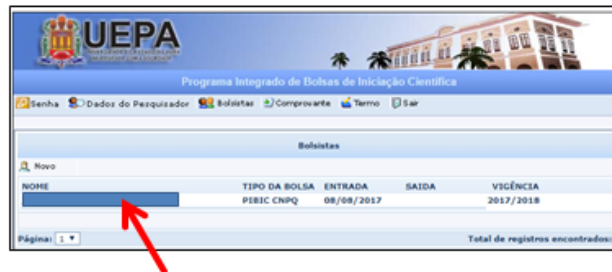 UEPA
Programa Integrado de Bolsas de Iniciação Científica
Senha Dados do Pesquisador Bolsistas Comprovante Termo Sair
Bolsistas
Novo
NOME TIPO DA BOLSA ENTRADA SAIDA VIGÊNCIA
PIBIC CNPQ 08/08/2017 2017/2018
Página: 1 Total de registros encontrados: